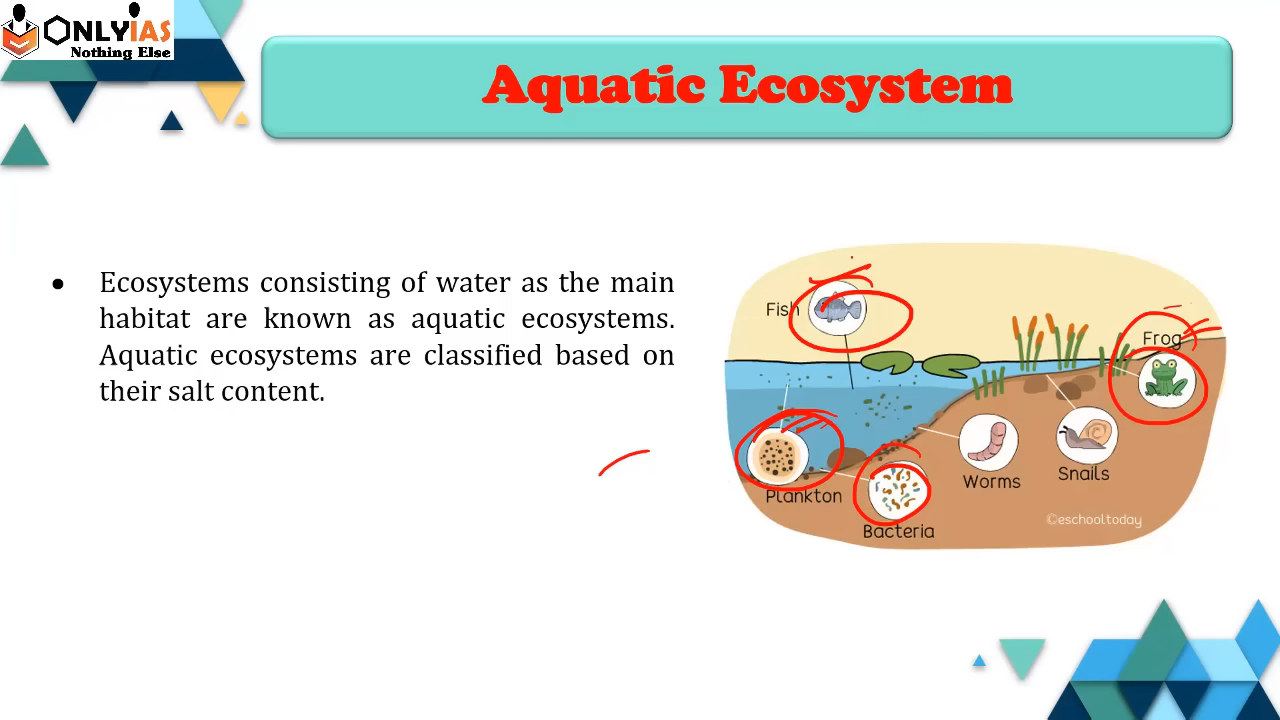 ONLYIAS
Nothing Else
Aquatic Ecosystem
• Ecosystems consisting of water as the main
habitat are known as aquatic ecosystems.
Aquatic ecosystems are classified based on
their salt content.
Fish
Frog
Worms
Snails
Plankton
Bacteria
©eschooltoday